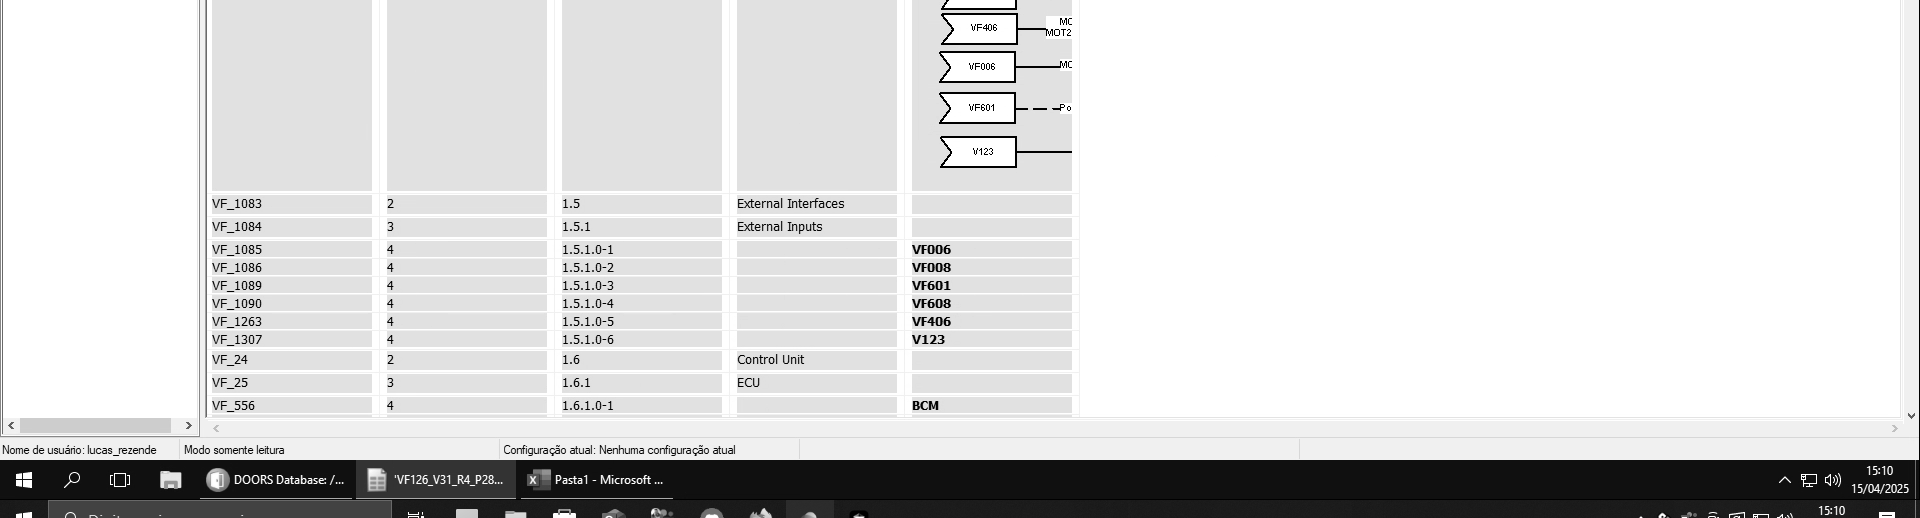 MC
VF406
MOT2
VF006
MC
VF601
Po
V123
VF_1083 2 1.5 External Interfaces
VF_1084 3 1.5.1 External Inputs
VF_1085 4 1.5.1.0-1 VF006
VF_1086 4 1.5.1.0-2 VF008
VF_1089 4 1.5.1.0-3 VF601
VF_1090 4 1.5.1.0-4 VF608
VF_1263 4 1.5.1.0-5 VF406
VF_1307 4 1.5.1.0-6 V123
VF_24 2 1.6 Control Unit
VF_25 3 1.6.1 ECU
VF_556 4 1.6.1.0-1 BCM
Nome de usuário: lucas_rezende Modo somente leitura Configuração atual: Nenhuma configuração atual
DOORS Database: /... 'VF126_V31_R4_P28... Pasta1 - Microsoft ... 15:10
15/04/2025
15:10